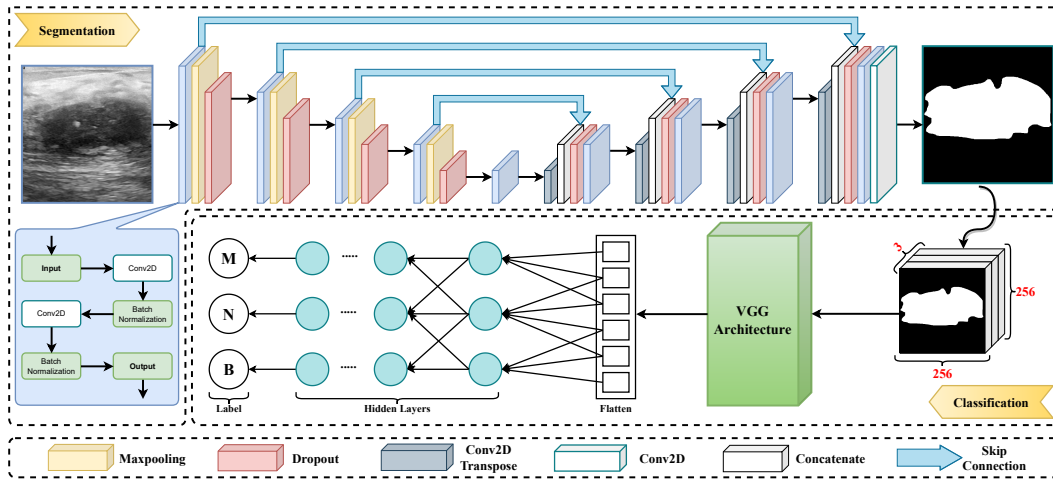 Segmentation
Input
Conv2D
Conv2D
Batch
Normalization
Batch
Normalization
Output
M
N
B
.....
.....
.....
Label
Hidden Layers
Flatten
VGG
Architecture
3
256
256
Classification
Maxpooling
Dropout
Conv2D
Transpose
Conv2D
Concatenate
Skip
Connection